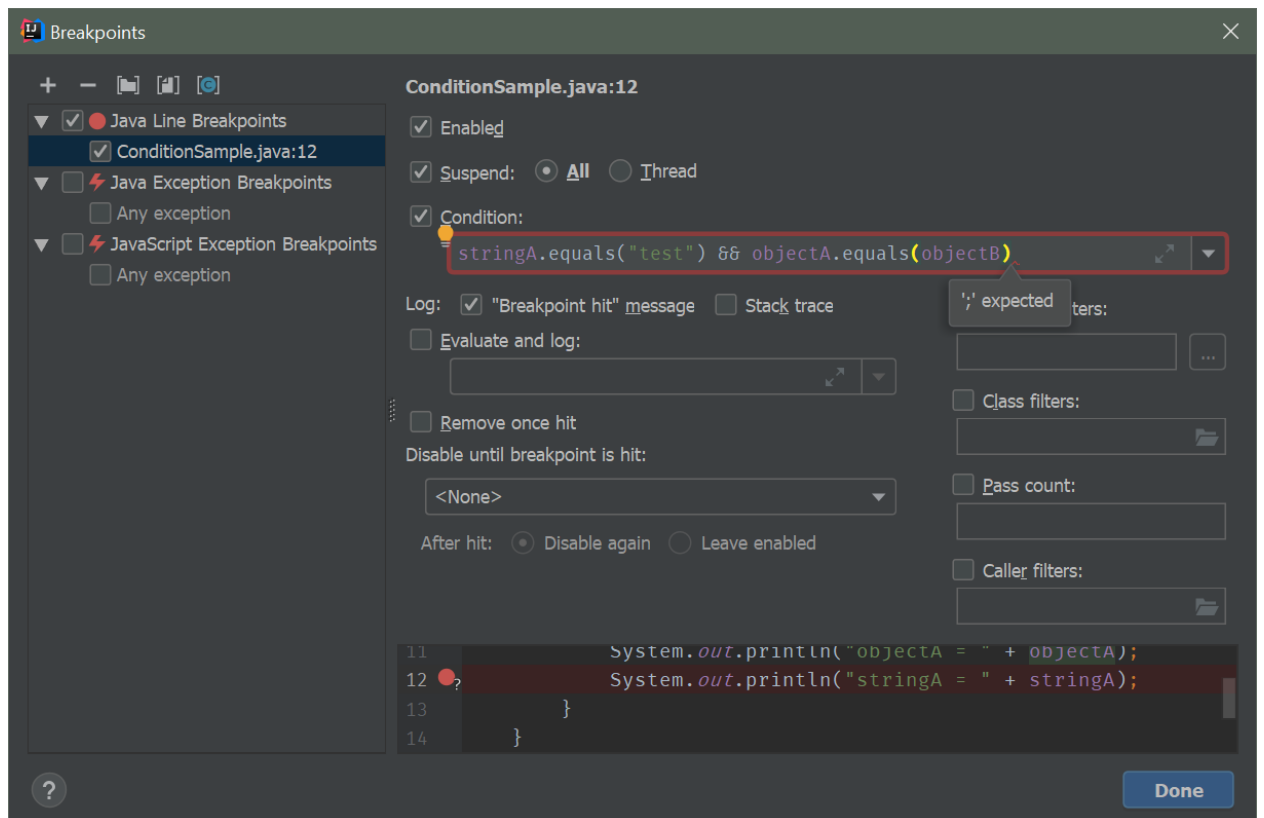 Breakpoints
ConditionSample.java:12
Java Line Breakpoints
Enabled
ConditionSample.java:12
Suspend: All Thread
Java Exception Breakpoints
Any exception
Condition:
JavaScript Exception Breakpoints
stringA.equals("test") && objectA.equals(objectB)
Any exception
Log: "Breakpoint hit" message Stack trace
';' expected
ters:
Evaluate and log:
...
Class filters:
Remove once hit
Disable until breakpoint is hit:
<None>
Pass count:
After hit: Disable again Leave enabled
Caller filters:
11 System.out.println("objectA = " + objectA);
12 ? System.out.println("stringA = " + stringA);
13 }
14 }
? Done